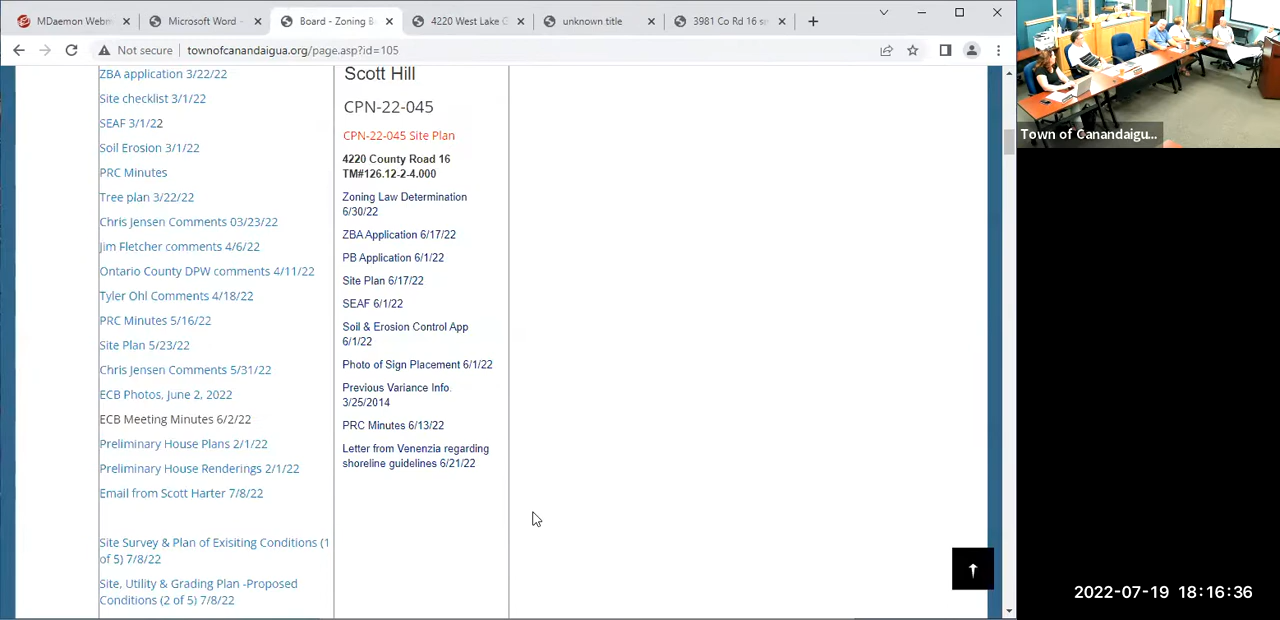 MDaemon Webm
Microsoft Word -
Board - Zoning B
4220 West Lake
unknown title
3981 Co Rd 16
Not secure
townofcanandaigua.org/page.asp?id=105
ZBA application 3/22/22
Site checklist 3/1/22
SEAF 3/1/22
Soil Erosion 3/1/22
PRC Minutes
Tree plan 3/22/22
Chris Jensen Comments 03/23/22
Jim Fletcher comments 4/6/22
Ontario County DPW comments 4/11/22
Tyler Ohl Comments 4/18/22
PRC Minutes 5/16/22
Site Plan 5/23/22
Chris Jensen Comments 5/31/22
ECB Photos, June 2, 2022
ECB Meeting Minutes 6/2/22
Preliminary House Plans 2/1/22
Preliminary House Renderings 2/1/22
Email from Scott Harter 7/8/22
Site Survey & Plan of Exisiting Conditions (1
of 5) 7/8/22
Site, Utility & Grading Plan -Proposed
Conditions (2 of 5) 7/8/22
Scott Hill
CPN-22-045
CPN-22-045 Site Plan
4220 County Road 16
TM#126.12-2-4.000
Zoning Law Determination
6/30/22
ZBA Application 6/17/22
PB Application 6/1/22
Site Plan 6/17/22
SEAF 6/1/22
Soil & Erosion Control App
6/1/22
Photo of Sign Placement 6/1/22
Previous Variance Info.
3/25/2014
PRC Minutes 6/13/22
Letter from Venenzia regarding
shoreline guidelines 6/21/22
Town of Canandaigu...
2022-07-19 18:16:36